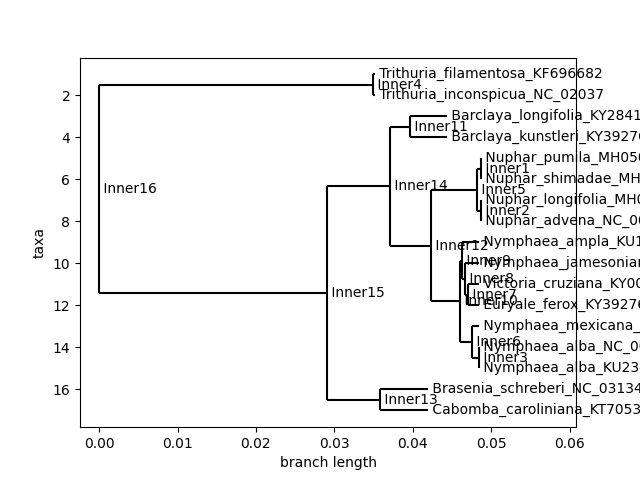 Trithuria_filamentosa_KF696682
Inner4
Trithuria_inconspicua_NC_02037
Barclaya_longifolia_KY2841
Inner11
Barclaya_kunstleri_KY39276
Nuphar_pumila_MH050
Inner1
Nuphar_shimadae_MH
Inner14
Inner5
Inner16
Nuphar_longifolia_MH0
Inner2
Nuphar_advena_NC_00
Nymphaea_ampla_KU1
Inner12
Inner9
Nymphaea_jamesonian
Inner8
Victoria_cruziana_KY00
Inner15
Inner7
Inner10
Euryale_ferox_KY39276
Nymphaea_mexicana_
Inner6
Nymphaea_alba_NC_00
Inner3
Nymphaea_alba_KU234
Brasenia_schreberi_NC_03134
Inner13
Cabomba_caroliniana_KT7053
taxa
2
4
6
8
10
12
14
16
0.00 0.01 0.02 0.03 0.04 0.05 0.06
branch length